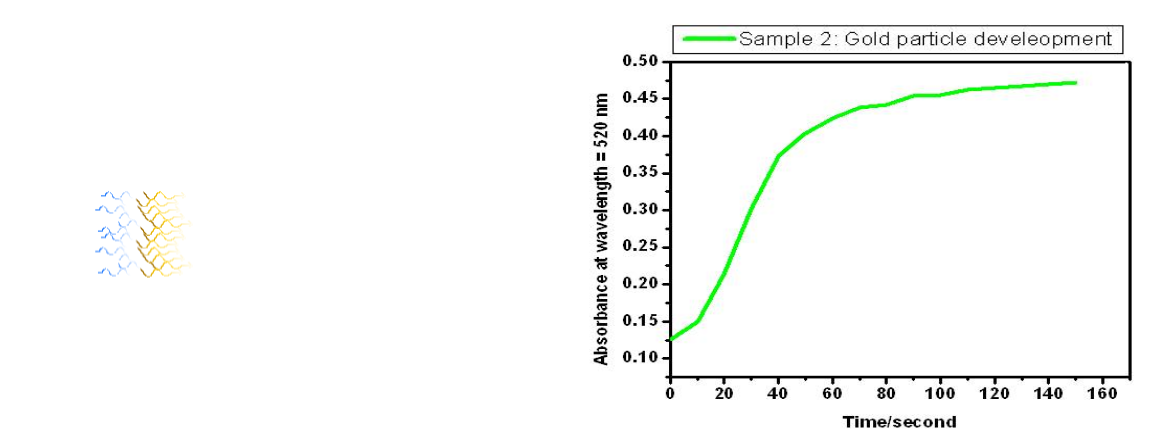 Sample 2: Gold particle develeopment
Absorbance at wavelength = 520 nm
0.50
0.45
0.40
0.35
0.30
0.25
0.20
0.15
0.10
0 20 40 60 80 100 120 140 160
Time/second